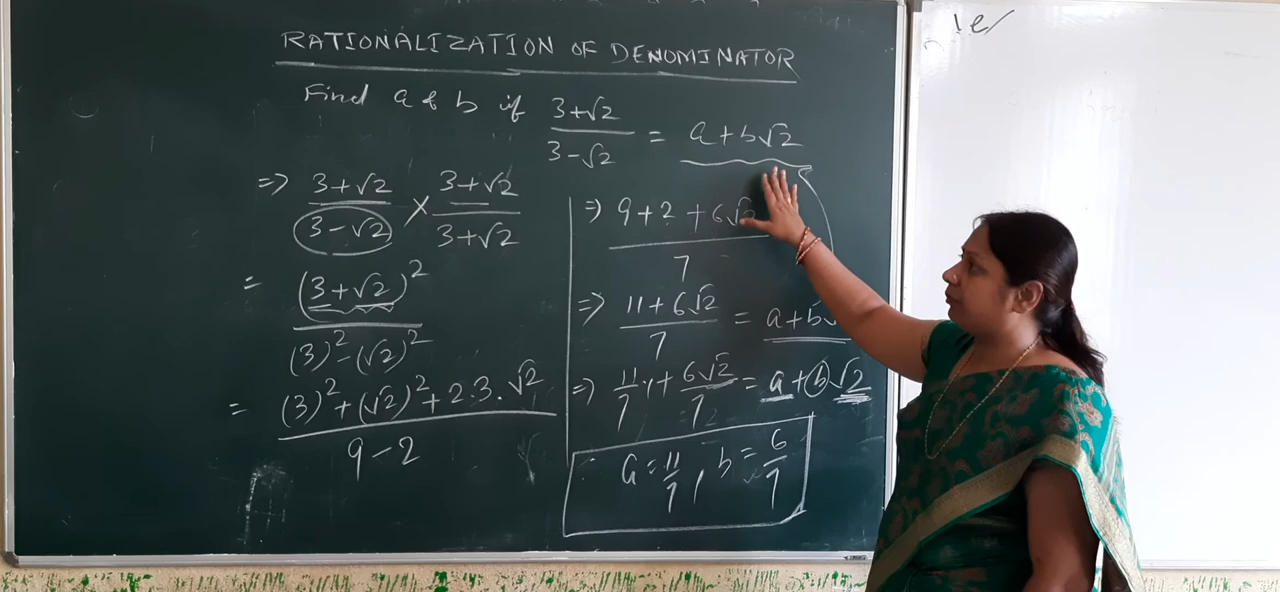 RATIONALIZATION OF DENOMINATOR
Find a & b if (3+√2)/(3-√2) = a+b√2
=> (3+√2)/(3-√2) × (3+√2)/(3+√2)
= (3+√2)²/((3)²-(√2)²)
= ((3)²+(√2)²+2.3.√2)/(9-2)
=> (9+2+6√2)/7
=> (11+6√2)/7 = a+b√
=> 11/7 + 6√2/7 = a+b√2
a=11/7, b=6/7